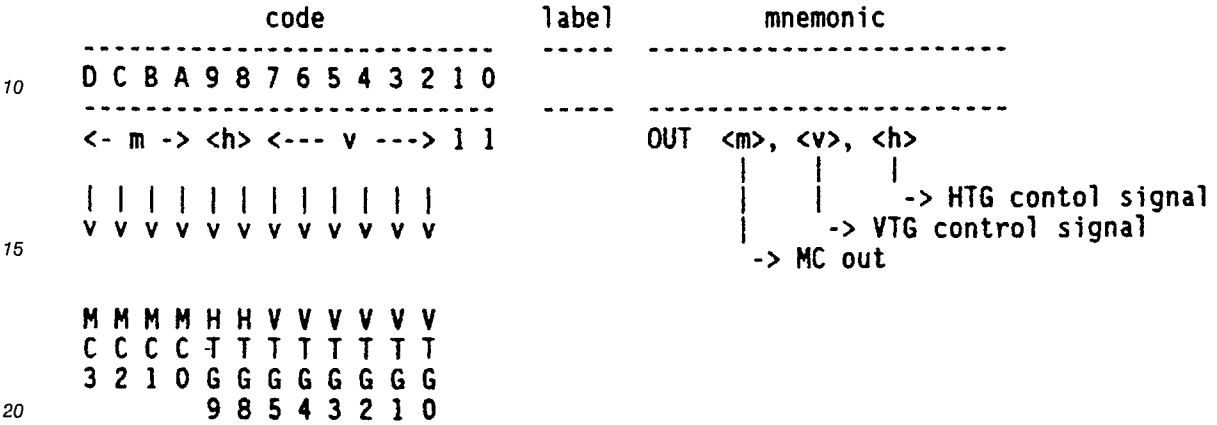 code label mnemonic
--------------------------- ----- ------------------------
10 D C B A 9 8 7 6 5 4 3 2 1 0
--------------------------- ----- ------------------------
<- m -> <h> <--- v ---> 1 1 OUT <m>, <v>, <h>
| | |
| | | | | | | | | | | | | | -> HTG contol signal
v v v v v v v v v v v v | -> VTG control signal
15 -> MC out
M M M M H H V V V V V V
C C C C T T T T T T T T
3 2 1 0 G G G G G G G G
20 9 8 5 4 3 2 1 0